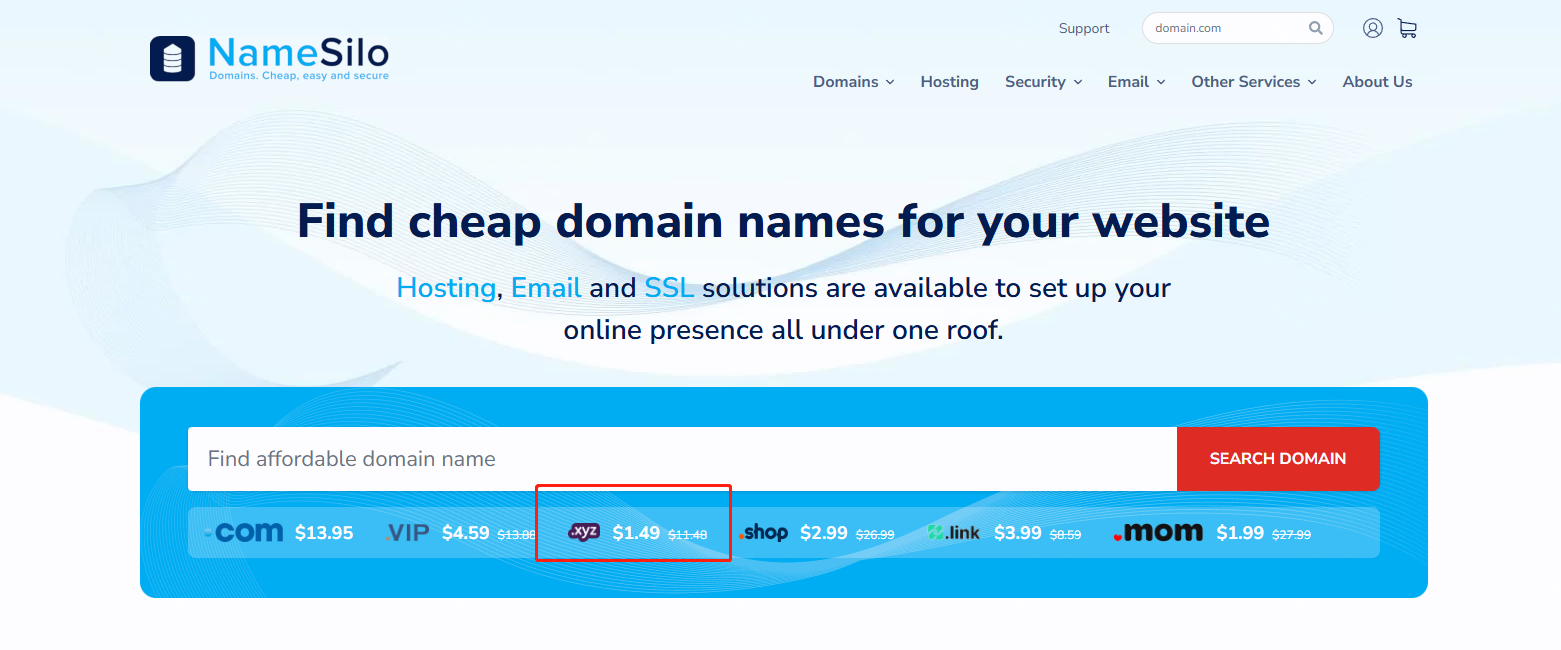 Support
domain.com
NameSilo
Domains. Cheap, easy and secure
Domains Hosting Security Email Other Services About Us
Find cheap domain names for your website
Hosting, Email and SSL solutions are available to set up your
online presence all under one roof.
Find affordable domain name
SEARCH DOMAIN
com $13.95 .VIP $4.59 $13.88 .xyz $1.49 $11.48 .shop $2.99 $26.99 .link $3.99 $8.59 .mom $1.99 $27.99